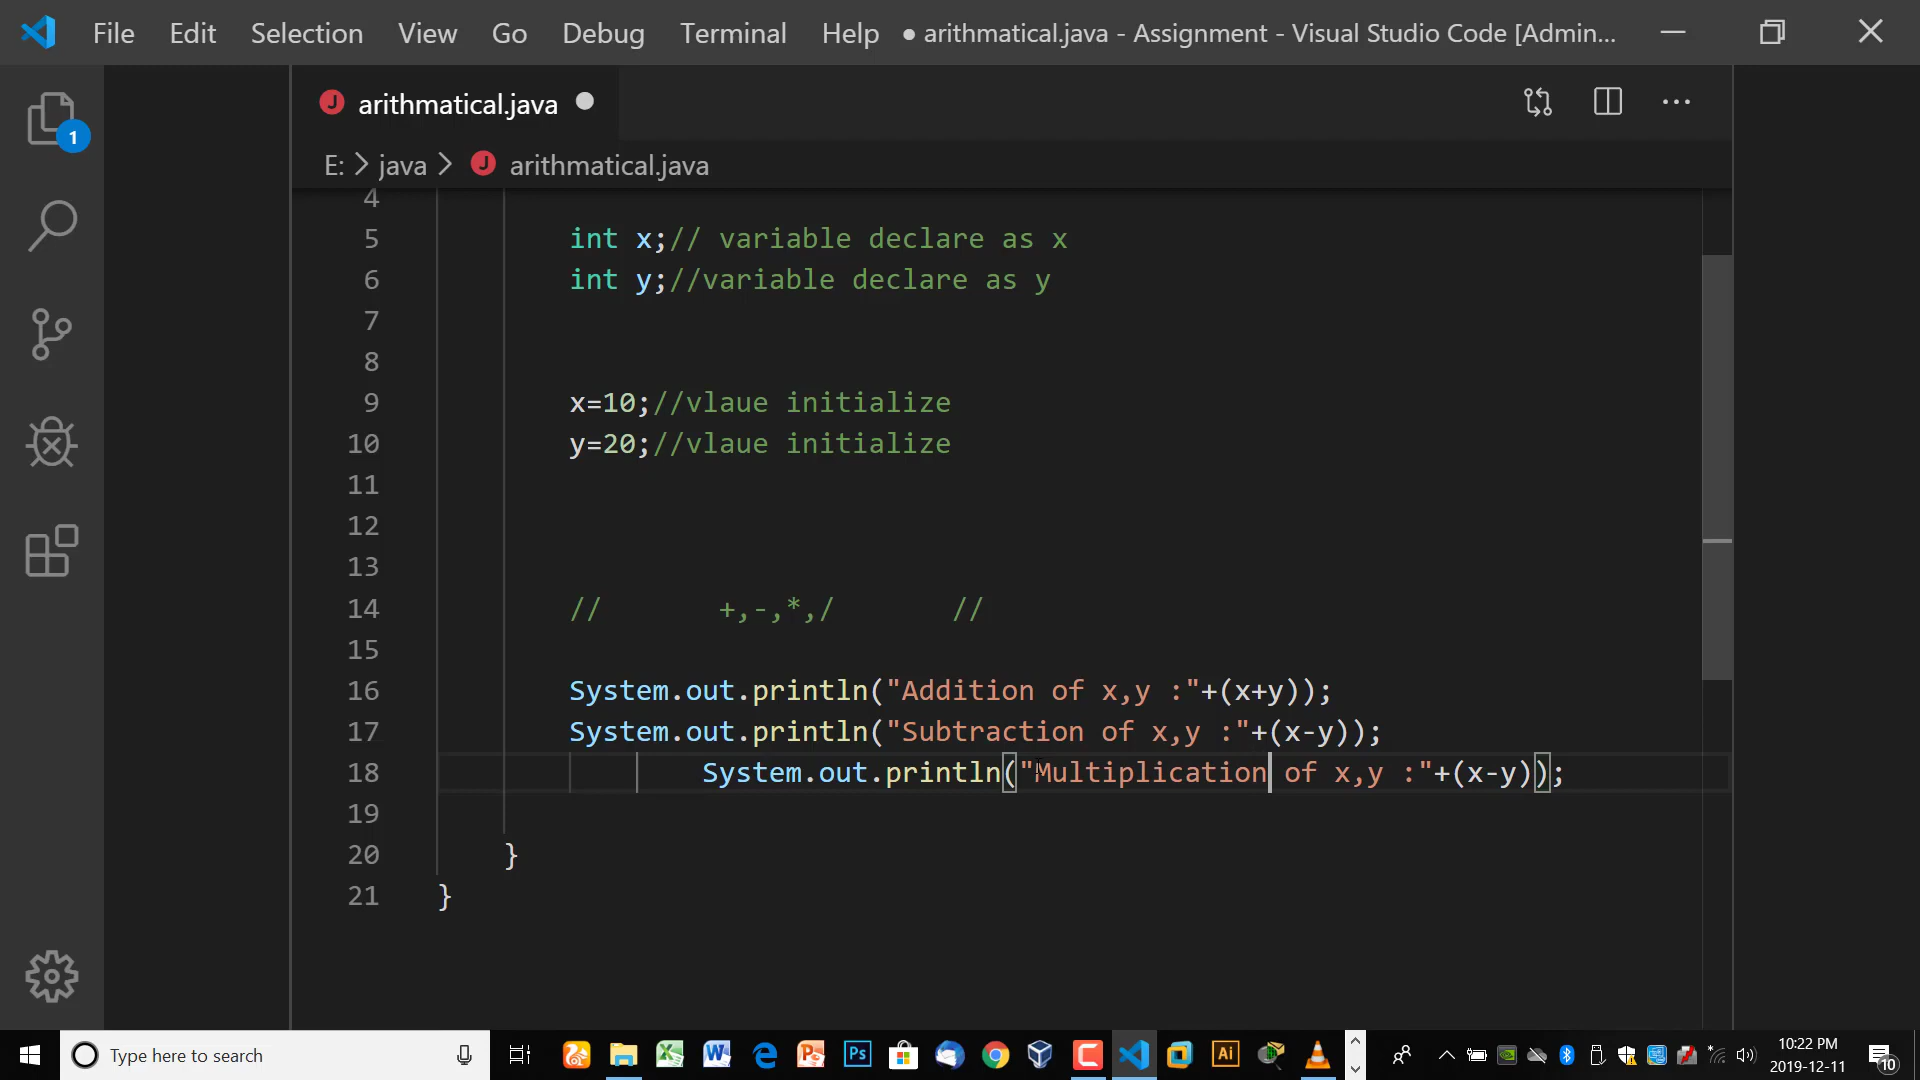 File Edit Selection View Go Debug Terminal Help ● arithmatical.java - Assignment - Visual Studio Code [Admin...
J arithmatical.java
1
E: > java > J arithmatical.java
4
5 int x;// variable declare as x
6 int y;//variable declare as y
7
8
9 x=10;//vlaue initialize
10 y=20;//vlaue initialize
11
12
13
14 // +,-,*,/ //
15
16 System.out.println("Addition of x,y :"+(x+y));
17 System.out.println("Subtraction of x,y :"+(x-y));
18 System.out.println("Multiplication of x,y :"+(x-y));
19
20 }
21 }
Type here to search
Ps
Ai
10:22 PM
2019-12-11
10